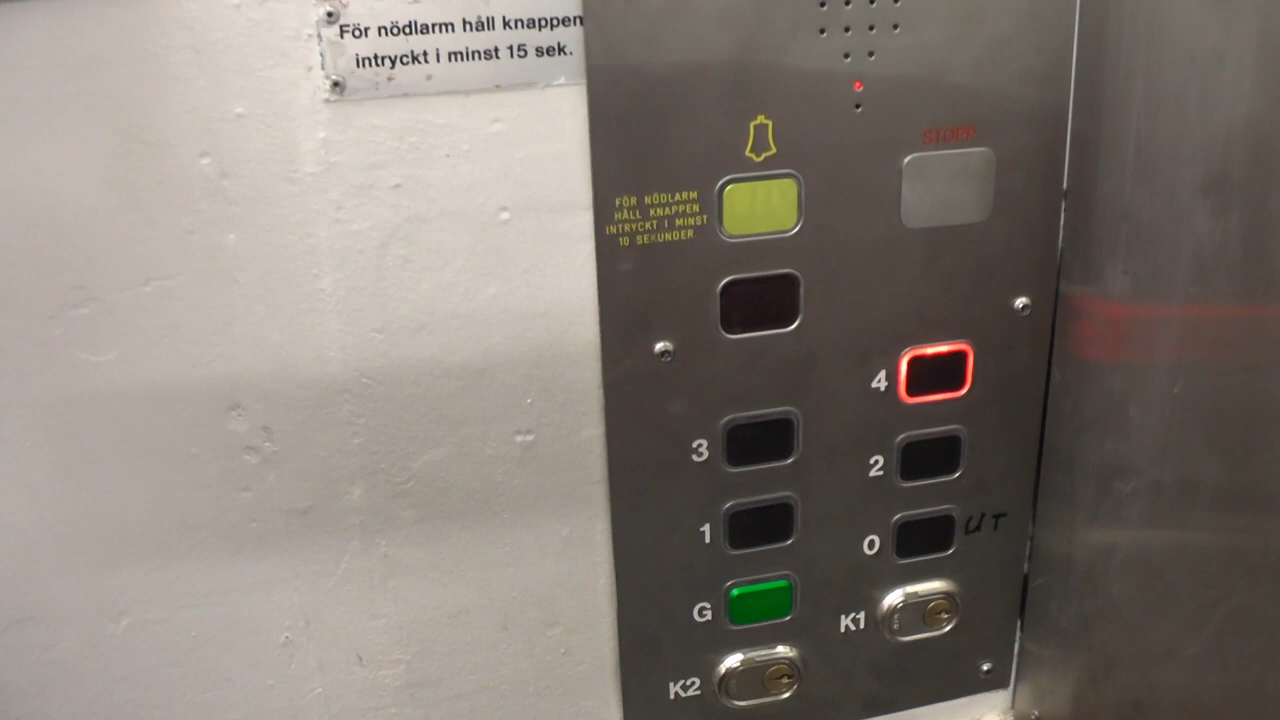 För nödlarm håll knappen
intryckt i minst 15 sek.
STOPP
FÖR NÖDLARM
HÅLL KNAPPEN
INTRYCKT I MINST
10 SEKUNDER.
4
3
2
1
0 UT
G
K1
K2